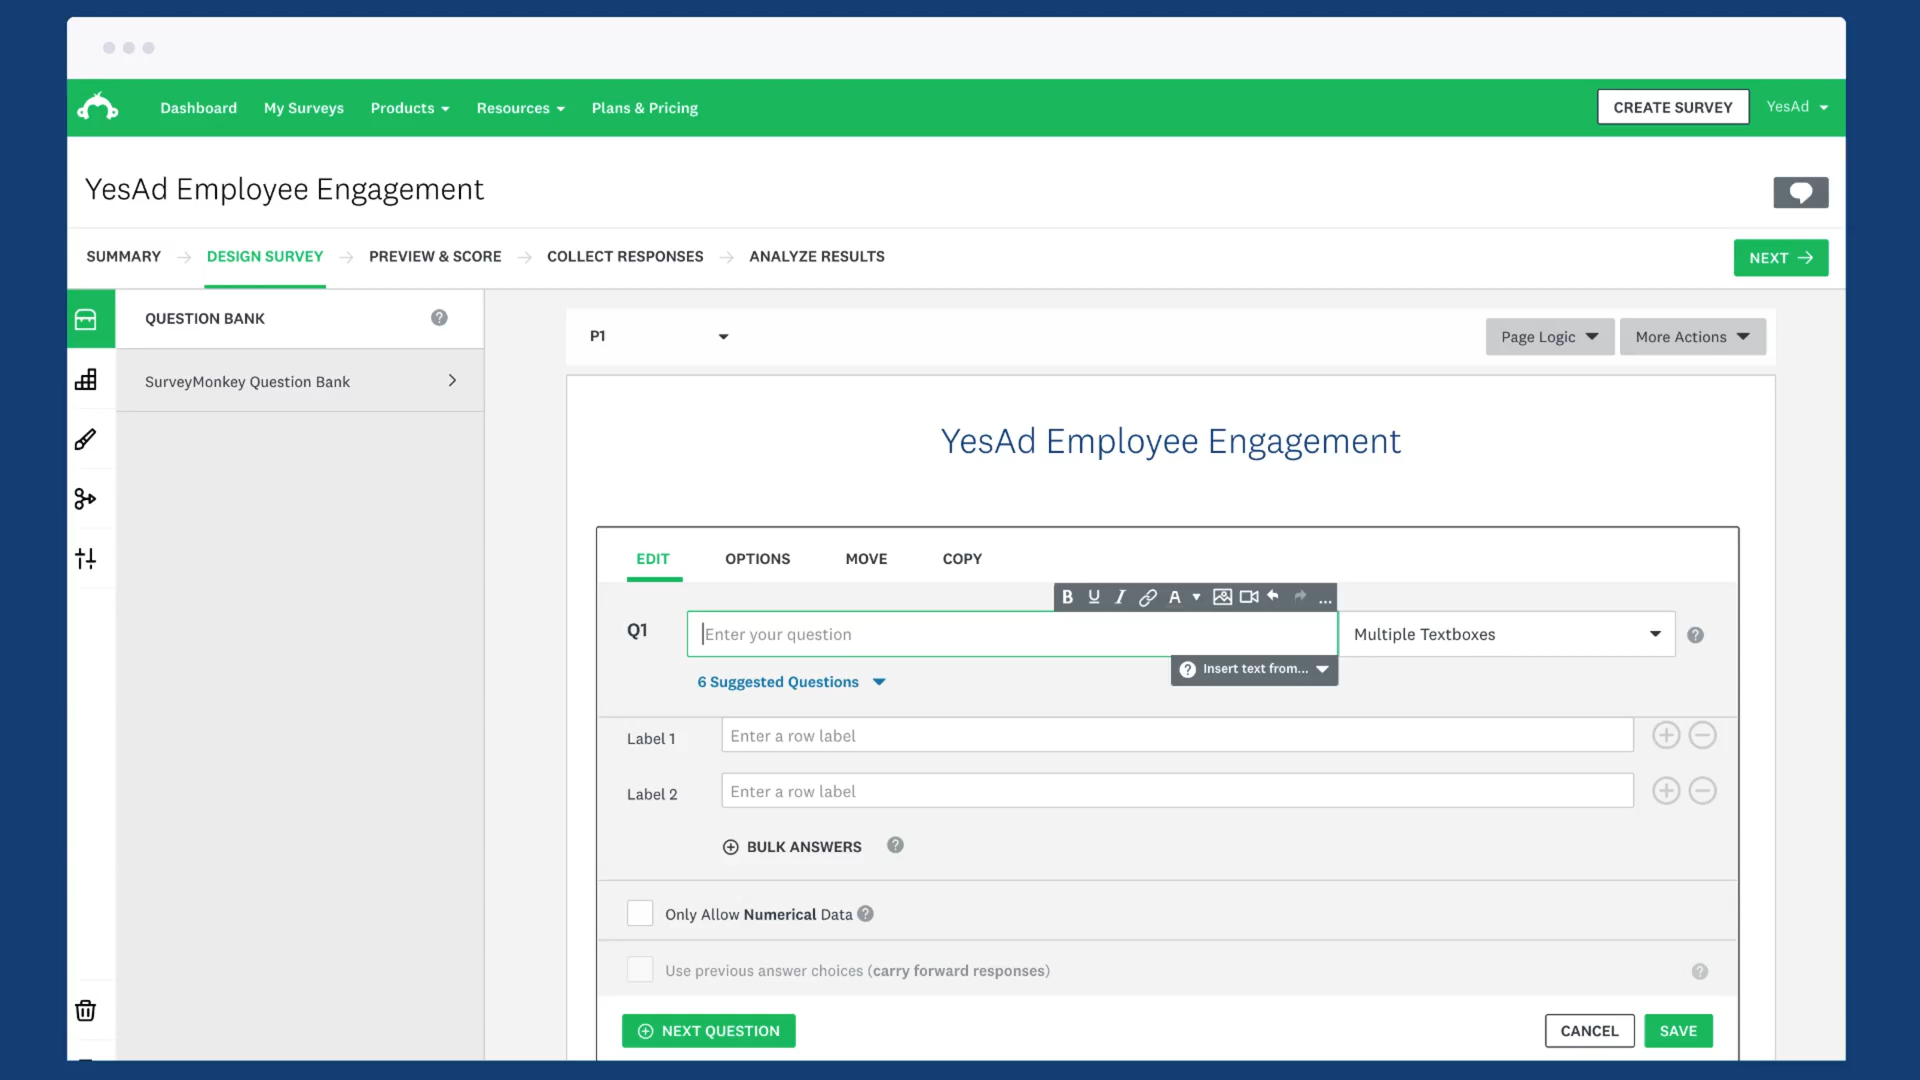 Dashboard My Surveys Products Resources Plans & Pricing CREATE SURVEY YesAd
YesAd Employee Engagement
SUMMARY DESIGN SURVEY PREVIEW & SCORE COLLECT RESPONSES ANALYZE RESULTS NEXT
QUESTION BANK
SurveyMonkey Question Bank
P1 Page Logic More Actions
YesAd Employee Engagement
EDIT OPTIONS MOVE COPY
B U I A ...
Q1 Enter your question Multiple Textboxes
Insert text from...
6 Suggested Questions
Label 1 Enter a row label
Label 2 Enter a row label
BULK ANSWERS
Only Allow Numerical Data
Use previous answer choices (carry forward responses)
NEXT QUESTION CANCEL SAVE